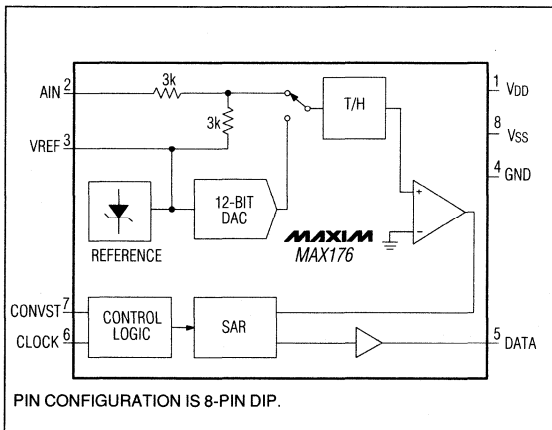 AIN 2
3k
3k
VREF 3
T/H
1 VDD
8 VSS
4 GND
12-BIT
DAC
REFERENCE
MAXIM
MAX176
+
−
CONVST 7
CLOCK 6
CONTROL
LOGIC
SAR
5 DATA
PIN CONFIGURATION IS 8-PIN DIP.